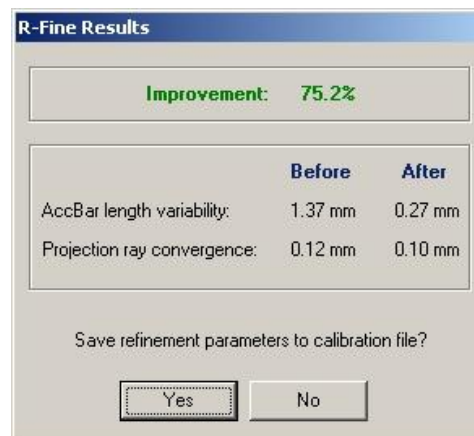 R-Fine Results
Improvement: 75.2%
Before After
AccBar length variability: 1.37 mm 0.27 mm
Projection ray convergence: 0.12 mm 0.10 mm
Save refinement parameters to calibration file?
Yes No